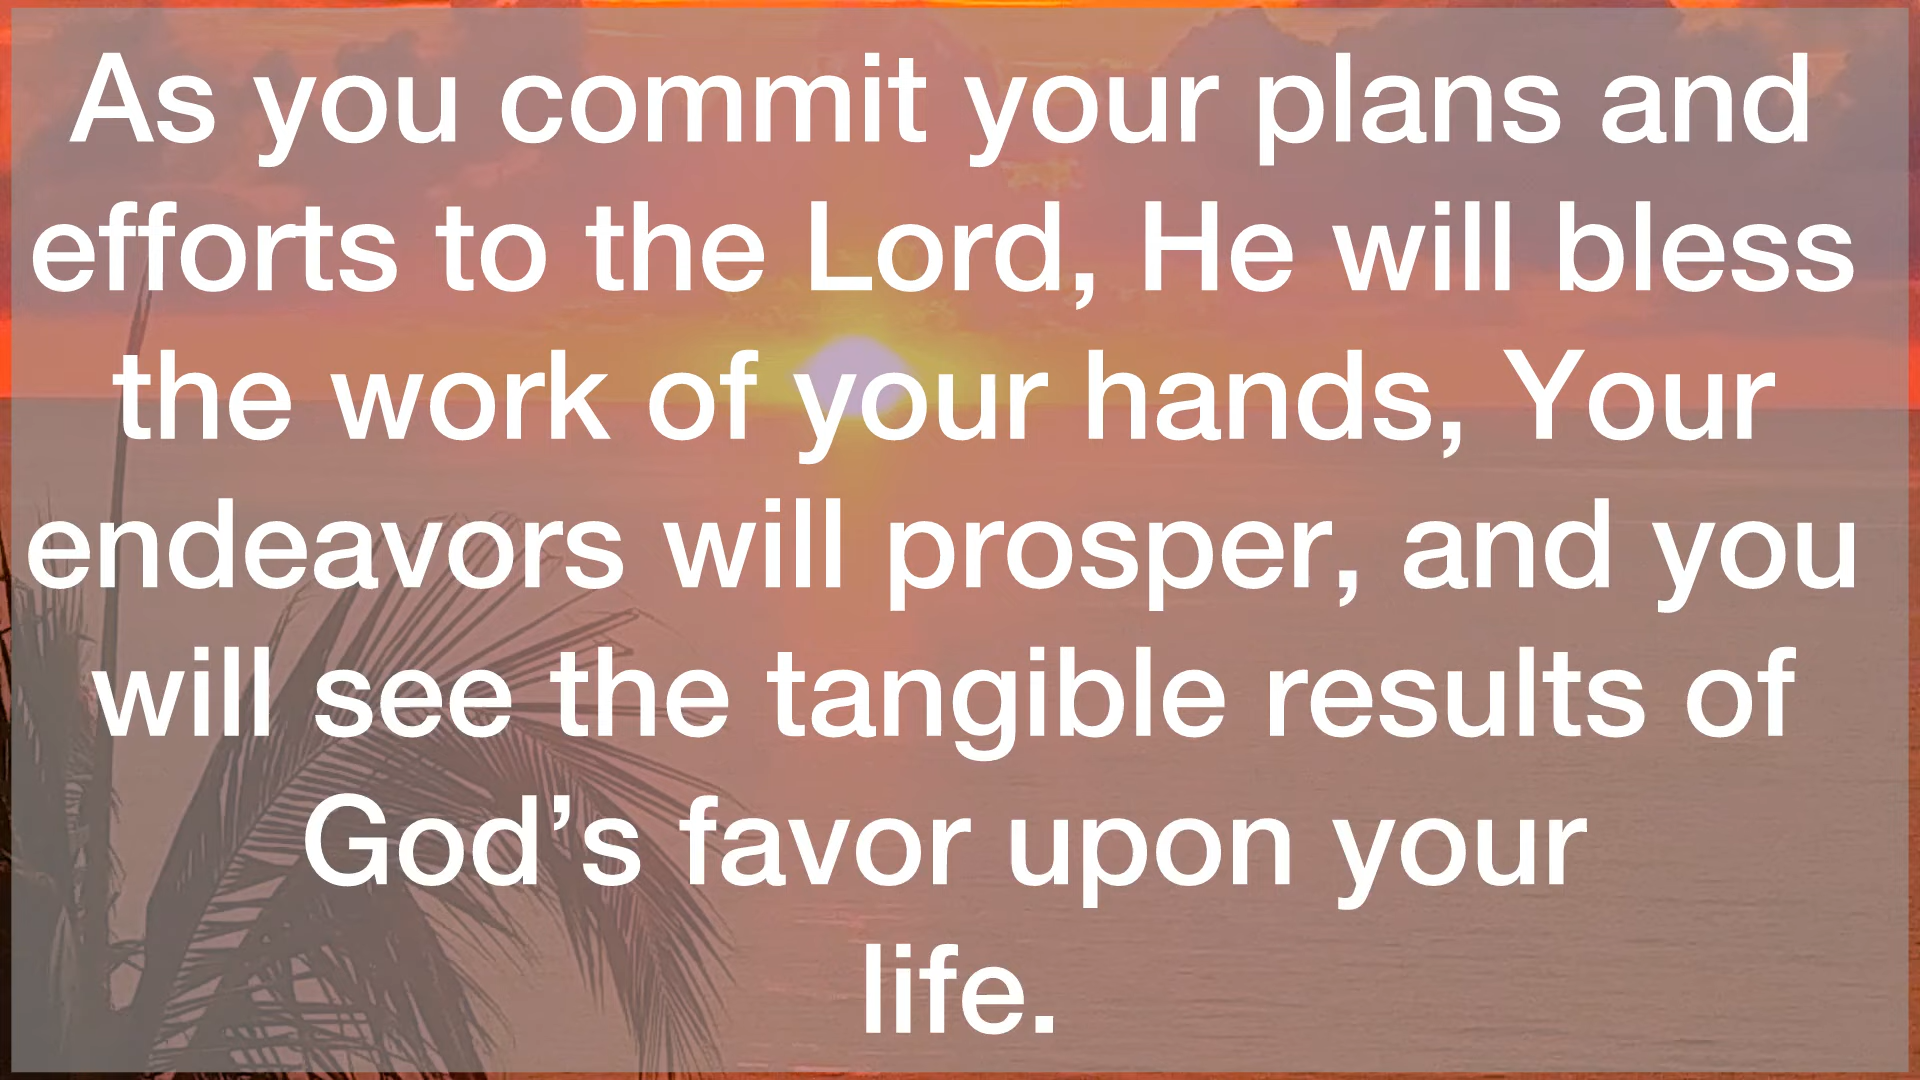 As you commit your plans and
efforts to the Lord, He will bless
the work of your hands, Your
endeavors will prosper, and you
will see the tangible results of
God’s favor upon your
life.